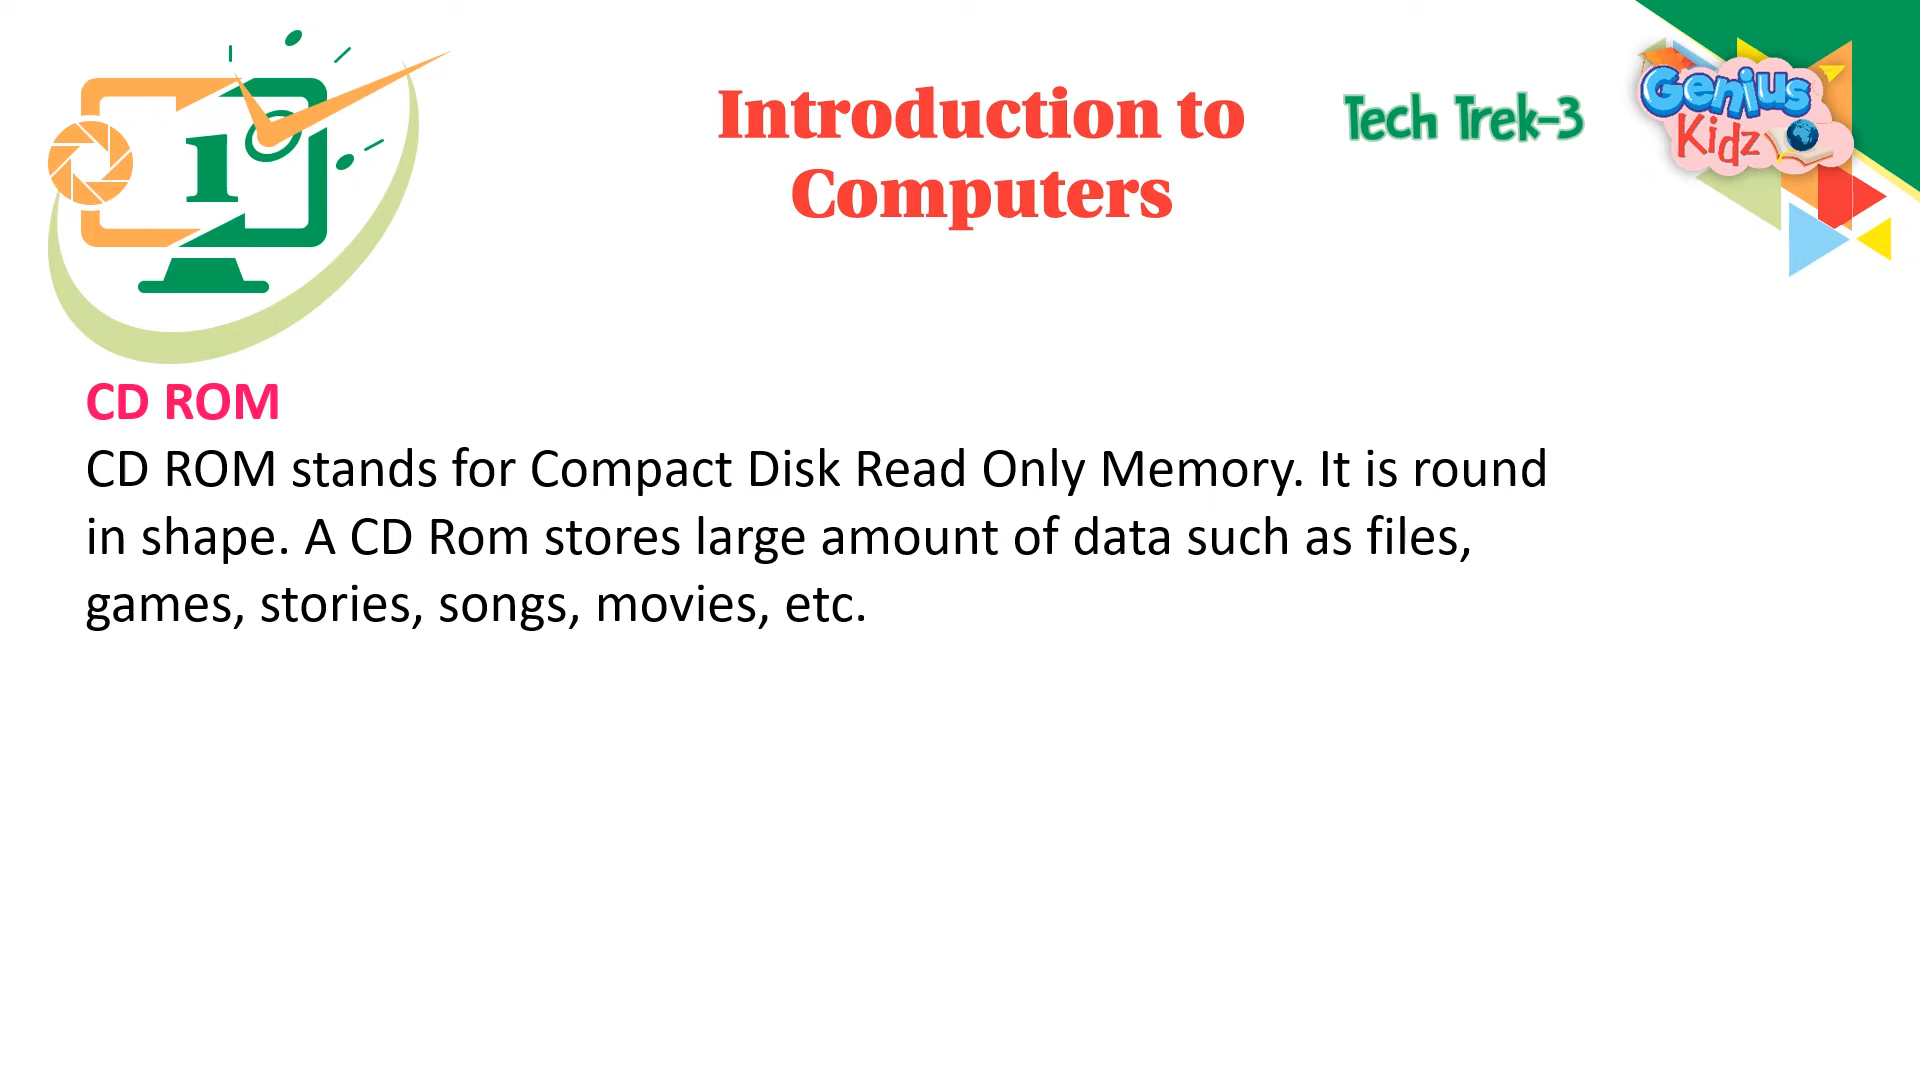 1
Introduction to
Computers
Tech Trek-3
Genius
Kidz
CD ROM
CD ROM stands for Compact Disk Read Only Memory. It is round
in shape. A CD Rom stores large amount of data such as files,
games, stories, songs, movies, etc.